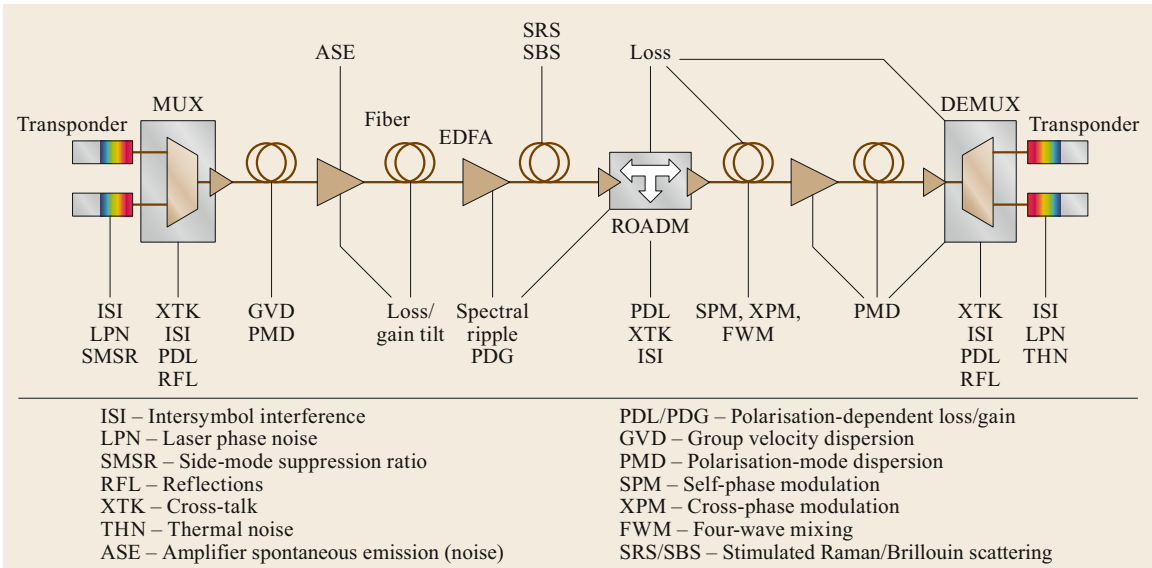 SRS
SBS
ASE
Loss
MUX
DEMUX
Transponder
Fiber
EDFA
Transponder
ROADM
ISI
LPN
SMSR
XTK
ISI
PDL
RFL
GVD
PMD
Loss/
gain tilt
Spectral
ripple
PDG
PDL
XTK
ISI
SPM, XPM,
FWM
PMD
XTK
ISI
PDL
RFL
ISI
LPN
THN
ISI – Intersymbol interference
LPN – Laser phase noise
SMSR – Side-mode suppression ratio
RFL – Reflections
XTK – Cross-talk
THN – Thermal noise
ASE – Amplifier spontaneous emission (noise)
PDL/PDG – Polarisation-dependent loss/gain
GVD – Group velocity dispersion
PMD – Polarisation-mode dispersion
SPM – Self-phase modulation
XPM – Cross-phase modulation
FWM – Four-wave mixing
SRS/SBS – Stimulated Raman/Brillouin scattering